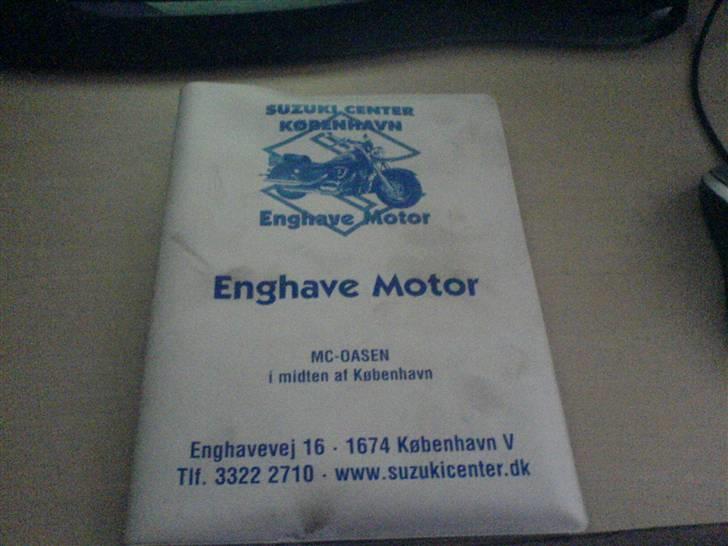 SUZUKI CENTER
KØBENHAVN
Enghave Motor
Enghave Motor
MC-OASEN
i midten af København
Enghavevej 16 · 1674 København V
Tlf. 3322 2710 · www.suzukicenter.dk